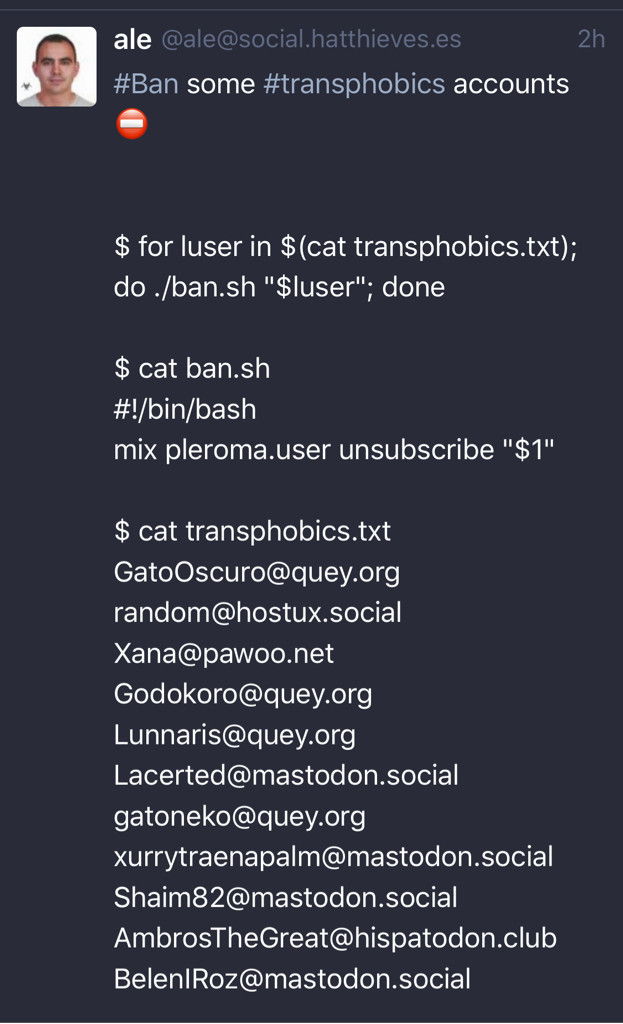 ale @ale@social.hatthieves.es 2h
#Ban some #transphobics accounts
⛔
$ for luser in $(cat transphobics.txt);
do ./ban.sh "$luser"; done
$ cat ban.sh
#!/bin/bash
mix pleroma.user unsubscribe "$1"
$ cat transphobics.txt
GatoOscuro@quey.org
random@hostux.social
Xana@pawoo.net
Godokoro@quey.org
Lunnaris@quey.org
Lacerted@mastodon.social
gatoneko@quey.org
xurrytraenapalm@mastodon.social
Shaim82@mastodon.social
AmbrosTheGreat@hispatodon.club
BelenIRoz@mastodon.social